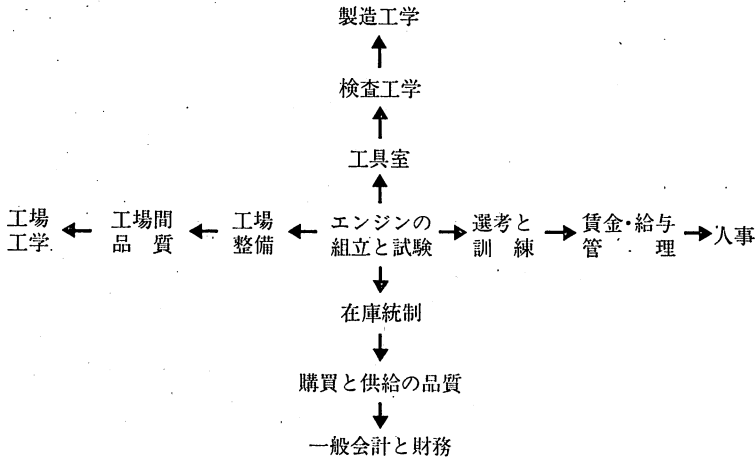 製造工学
検査工学
工具室
工場
工学
工場間
品質
工場
整備
エンジンの
組立と試験
選考と
訓練
賃金・給与
管理
人事
在庫統制
購買と供給の品質
一般会計と財務